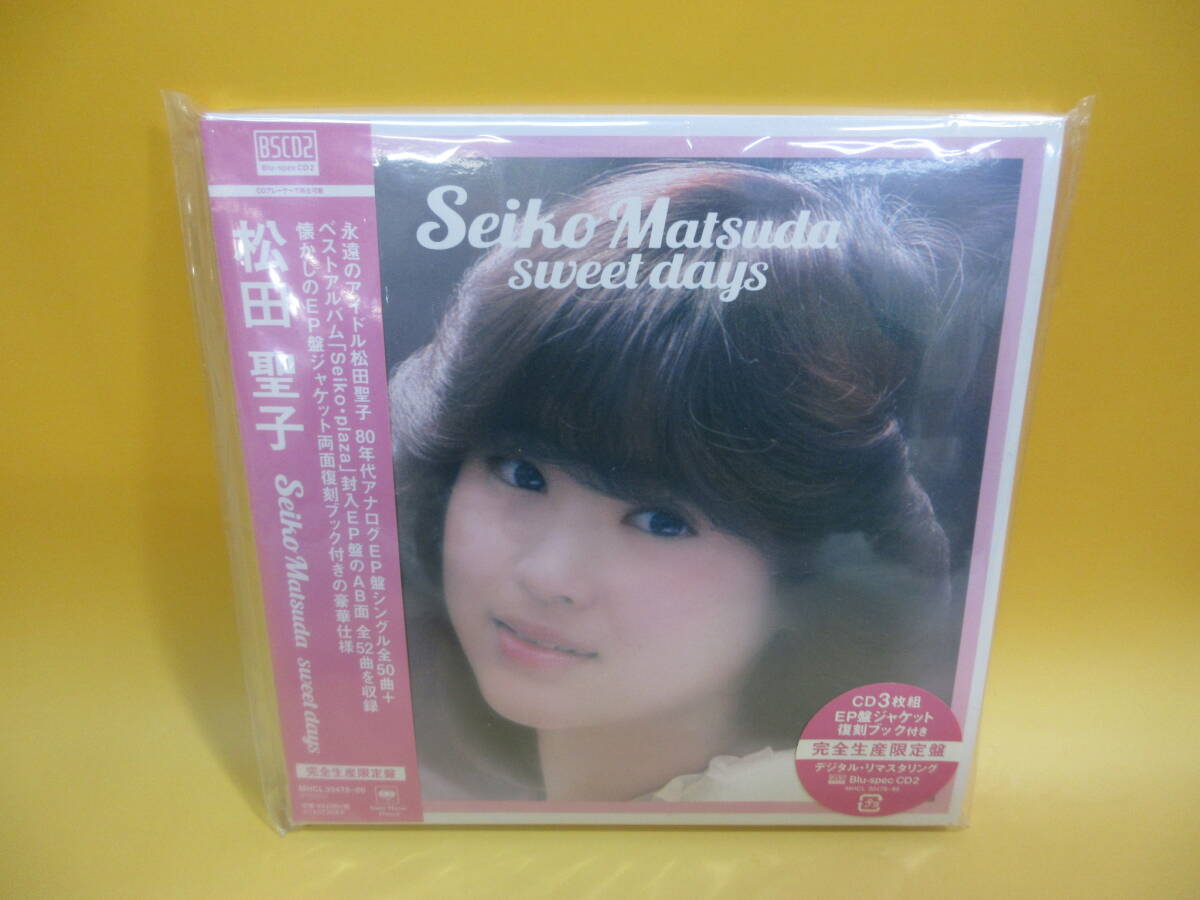 BSCD2
Blu-spec CD2
CDプレーヤーで再生可能
松田聖子 Seiko Matsuda sweet days
永遠のアイドル松田聖子 80年代アナログEP盤シングル全50曲+
ベストアルバム「Seiko・plaza」封入EP盤のAB面 全52曲を収録
懐かしのEP盤ジャケット両面復刻ブック付きの豪華仕様
完全生産限定盤
Seiko Matsuda
sweet days
CD3枚組
EP盤ジャケット
復刻ブック付き
完全生産限定盤
デジタル・リマスタリング
Blu-spec CD2